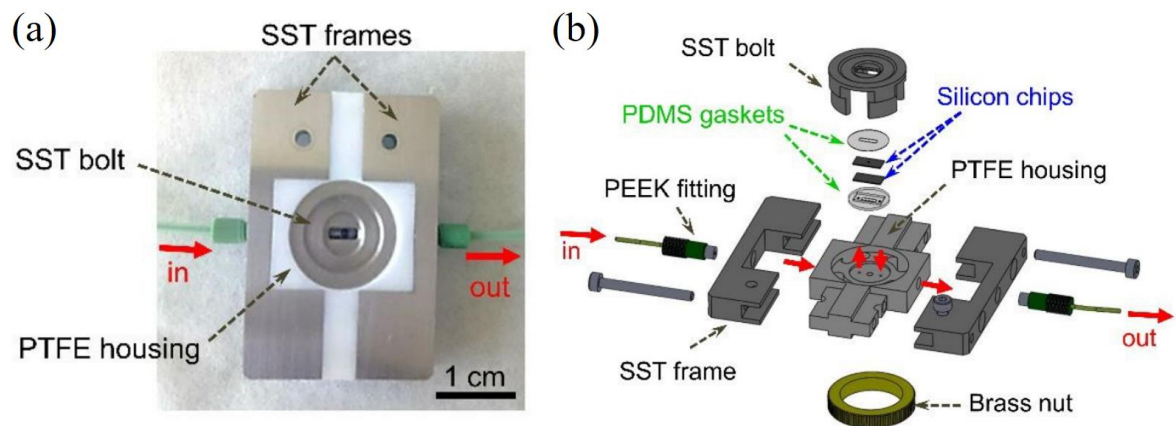 (a)
SST frames
SST bolt
in
out
PTFE housing
1 cm
(b)
SST bolt
Silicon chips
PDMS gaskets
PTFE housing
PEEK fitting
in
out
SST frame
Brass nut